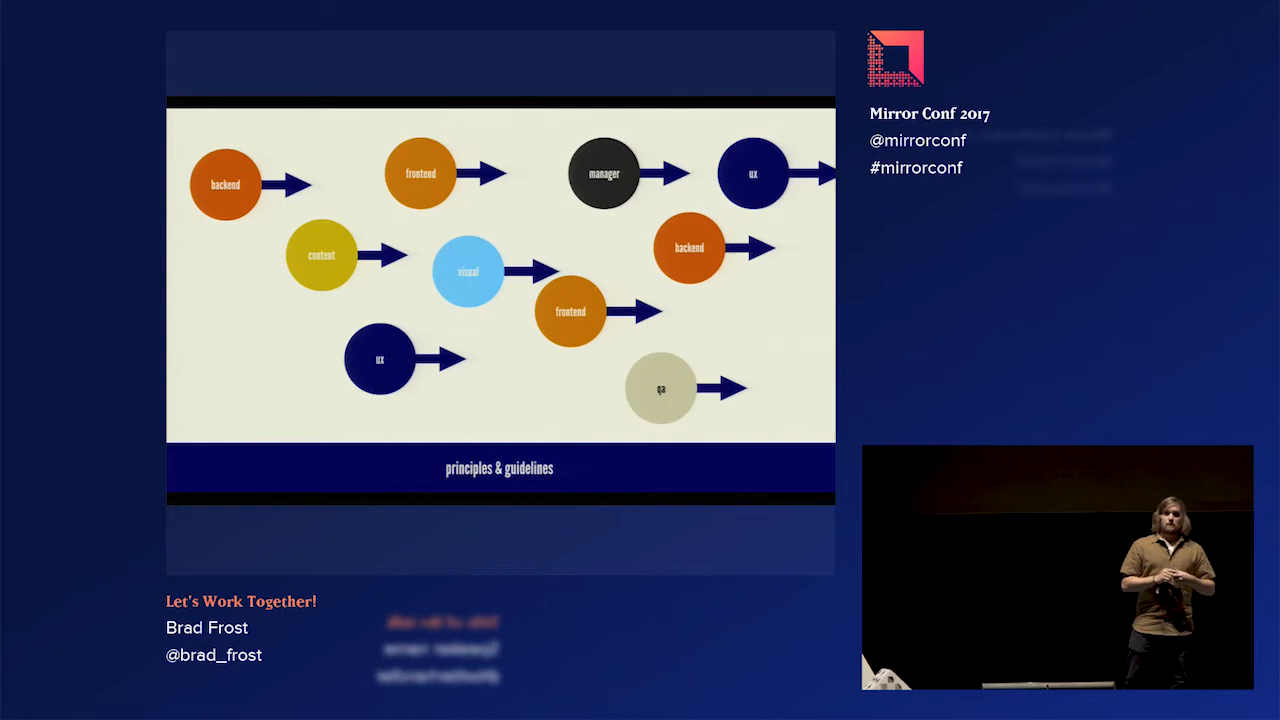 Mirror Conf 2017
@mirrorconf
#mirrorconf
backend
frontend
manager
ux
content
visual
backend
frontend
ux
qa
principles & guidelines
Let's Work Together!
Brad Frost
@brad_frost